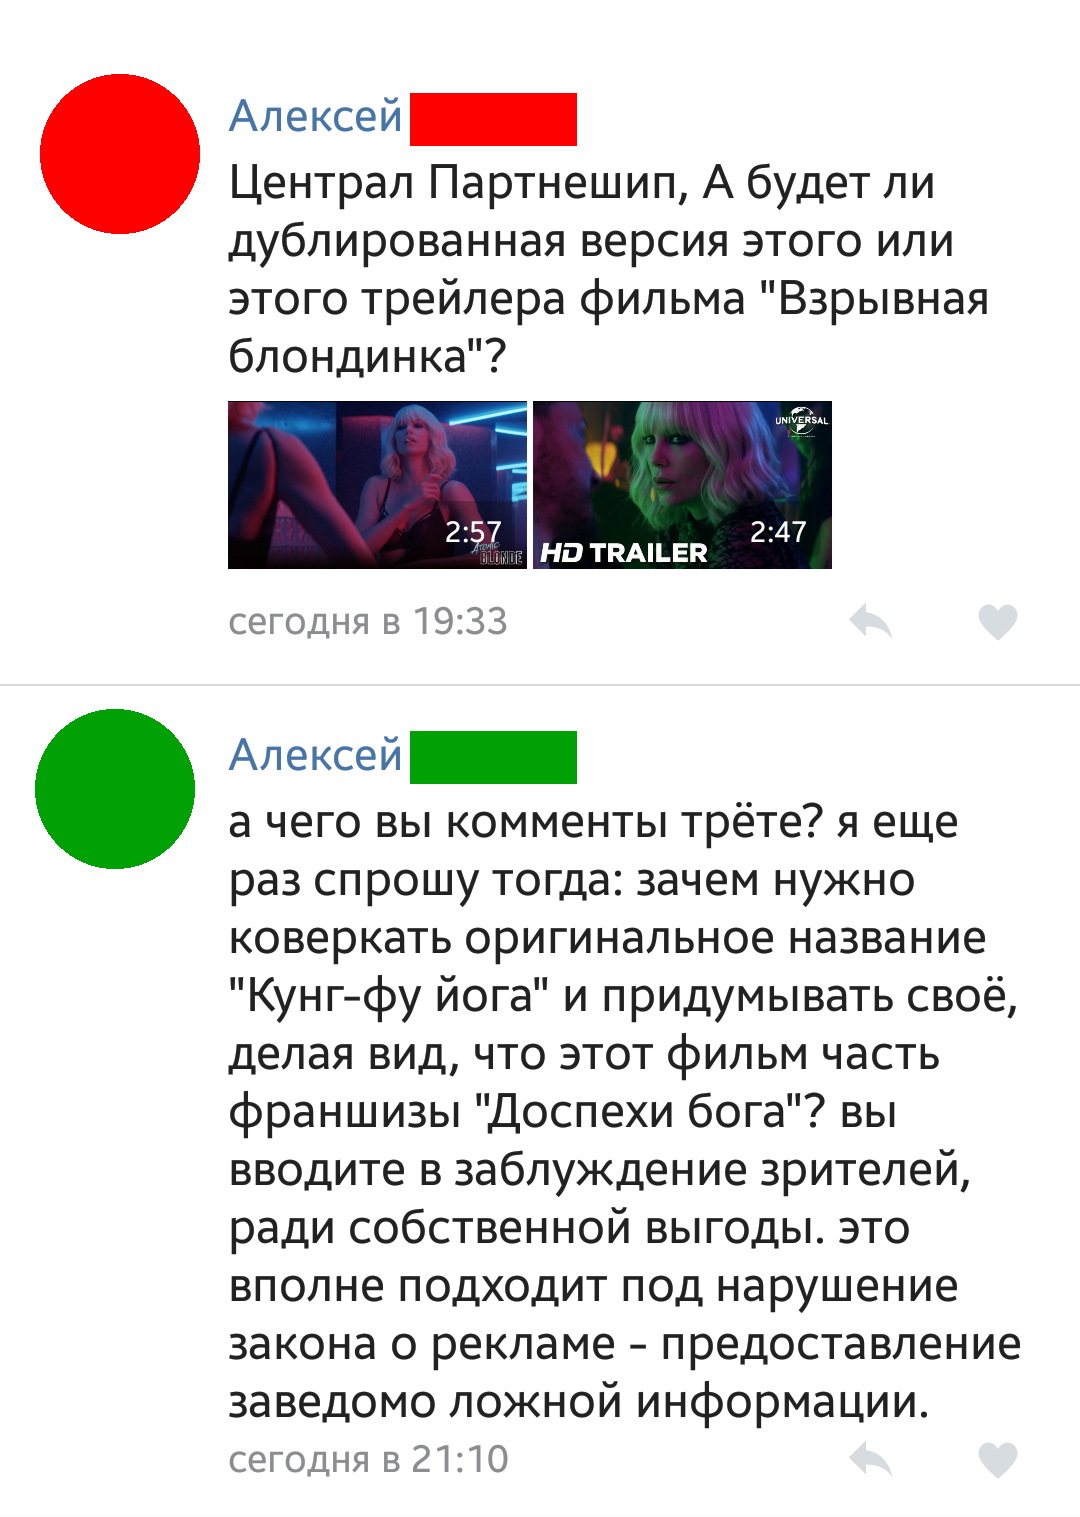 Алексей
Централ Партнешип, А будет ли
дублированная версия этого или
этого трейлера фильма "Взрывная
блондинка"?
2:57
ATOMIC
BLONDE
UNIVERSAL
2:47
HD TRAILER
сегодня в 19:33
Алексей
а чего вы комменты трёте? я еще
раз спрошу тогда: зачем нужно
коверкать оригинальное название
"Кунг-фу йога" и придумывать своё,
делая вид, что этот фильм часть
франшизы "Доспехи бога"? вы
вводите в заблуждение зрителей,
ради собственной выгоды. это
вполне подходит под нарушение
закона о рекламе - предоставление
заведомо ложной информации.
сегодня в 21:10